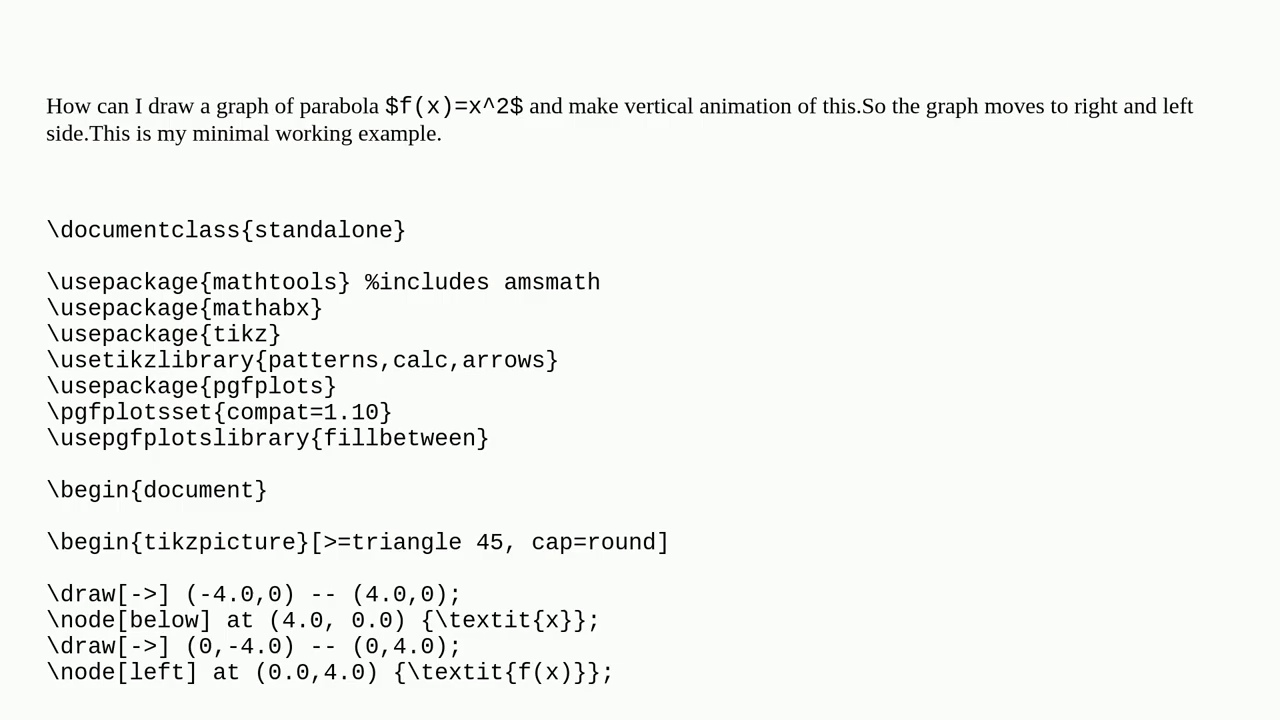 How can I draw a graph of parabola $f(x)=x^2$ and make vertical animation of this.So the graph moves to right and left
side.This is my minimal working example.
\documentclass{standalone}
\usepackage{mathtools} %includes amsmath
\usepackage{mathabx}
\usepackage{tikz}
\usetikzlibrary{patterns,calc,arrows}
\usepackage{pgfplots}
\pgfplotsset{compat=1.10}
\usepgfplotslibrary{fillbetween}
\begin{document}
\begin{tikzpicture}[>=triangle 45, cap=round]
\draw[->] (-4.0,0) -- (4.0,0);
\node[below] at (4.0, 0.0) {\textit{x}};
\draw[->] (0,-4.0) -- (0,4.0);
\node[left] at (0.0,4.0) {\textit{f(x)}};